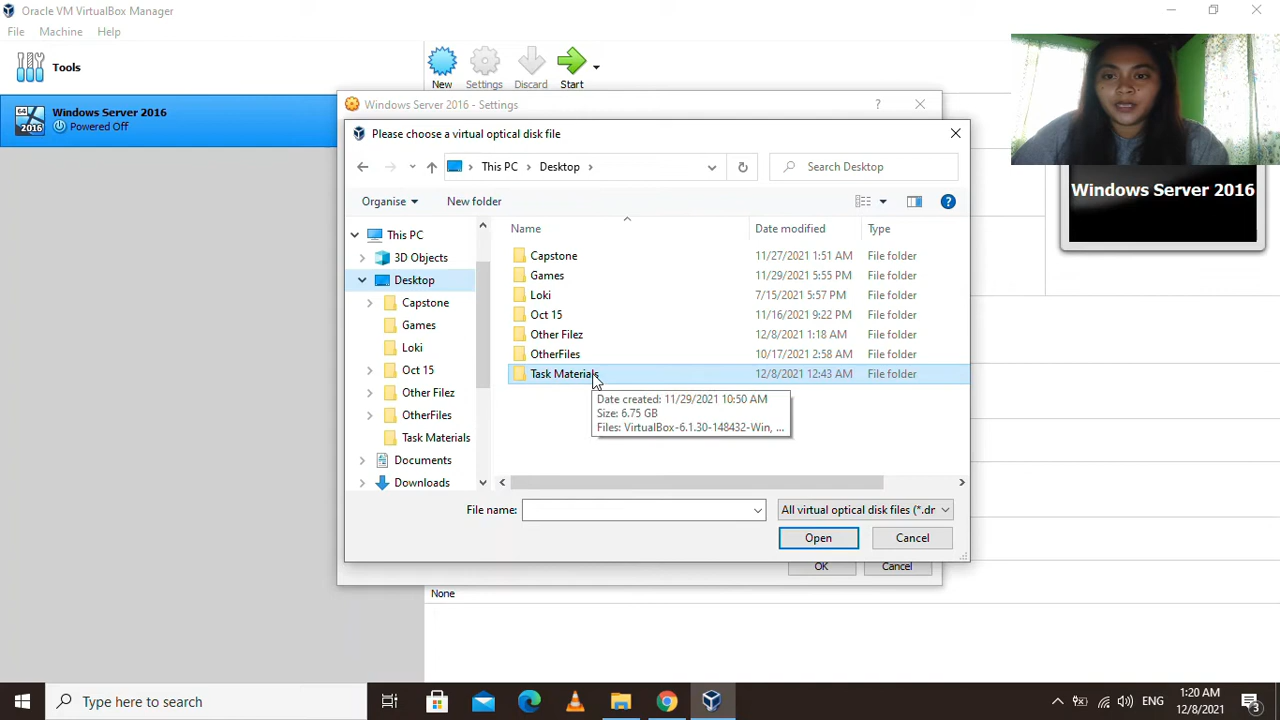 Oracle VM VirtualBox Manager
File Machine Help
Tools
New Settings Discard Start
64
2016
Windows Server 2016
Powered Off
Windows Server 2016 - Settings
?
Please choose a virtual optical disk file
This PC > Desktop >
Search Desktop
Organise
New folder
?
Name Date modified Type
This PC
3D Objects
Desktop
Capstone
Games
Loki
Oct 15
Other Filez
OtherFiles
Task Materials
Documents
Downloads
Capstone 11/27/2021 1:51 AM File folder
Games 11/29/2021 5:55 PM File folder
Loki 7/15/2021 5:57 PM File folder
Oct 15 11/16/2021 9:22 PM File folder
Other Filez 12/8/2021 1:18 AM File folder
OtherFiles 10/17/2021 2:58 AM File folder
Task Materials 12/8/2021 12:43 AM File folder
Date created: 11/29/2021 10:50 AM
Size: 6.75 GB
Files: VirtualBox-6.1.30-148432-Win, ...
File name:
All virtual optical disk files (*.dr
Open Cancel
OK Cancel
None
Windows Server 2016
Type here to search
ENG
1:20 AM
12/8/2021
3